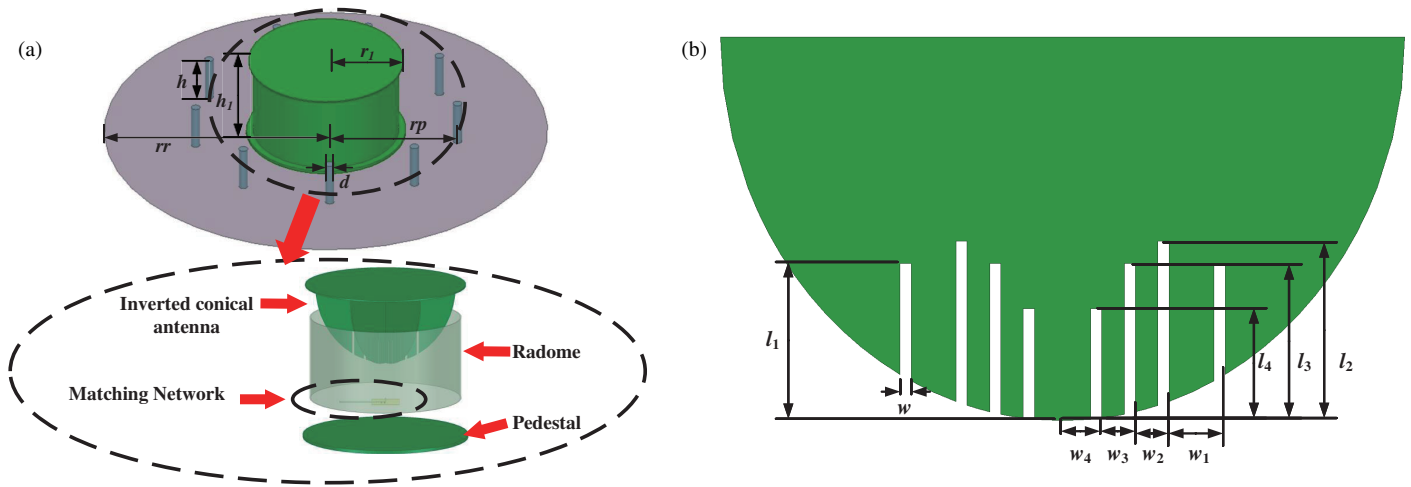 (a)
r1
h
h1
rr
rp
d
Inverted conical
antenna
Radome
Matching Network
Pedestal
(b)
l1
w
l4
l3
l2
w4
w3
w2
w1